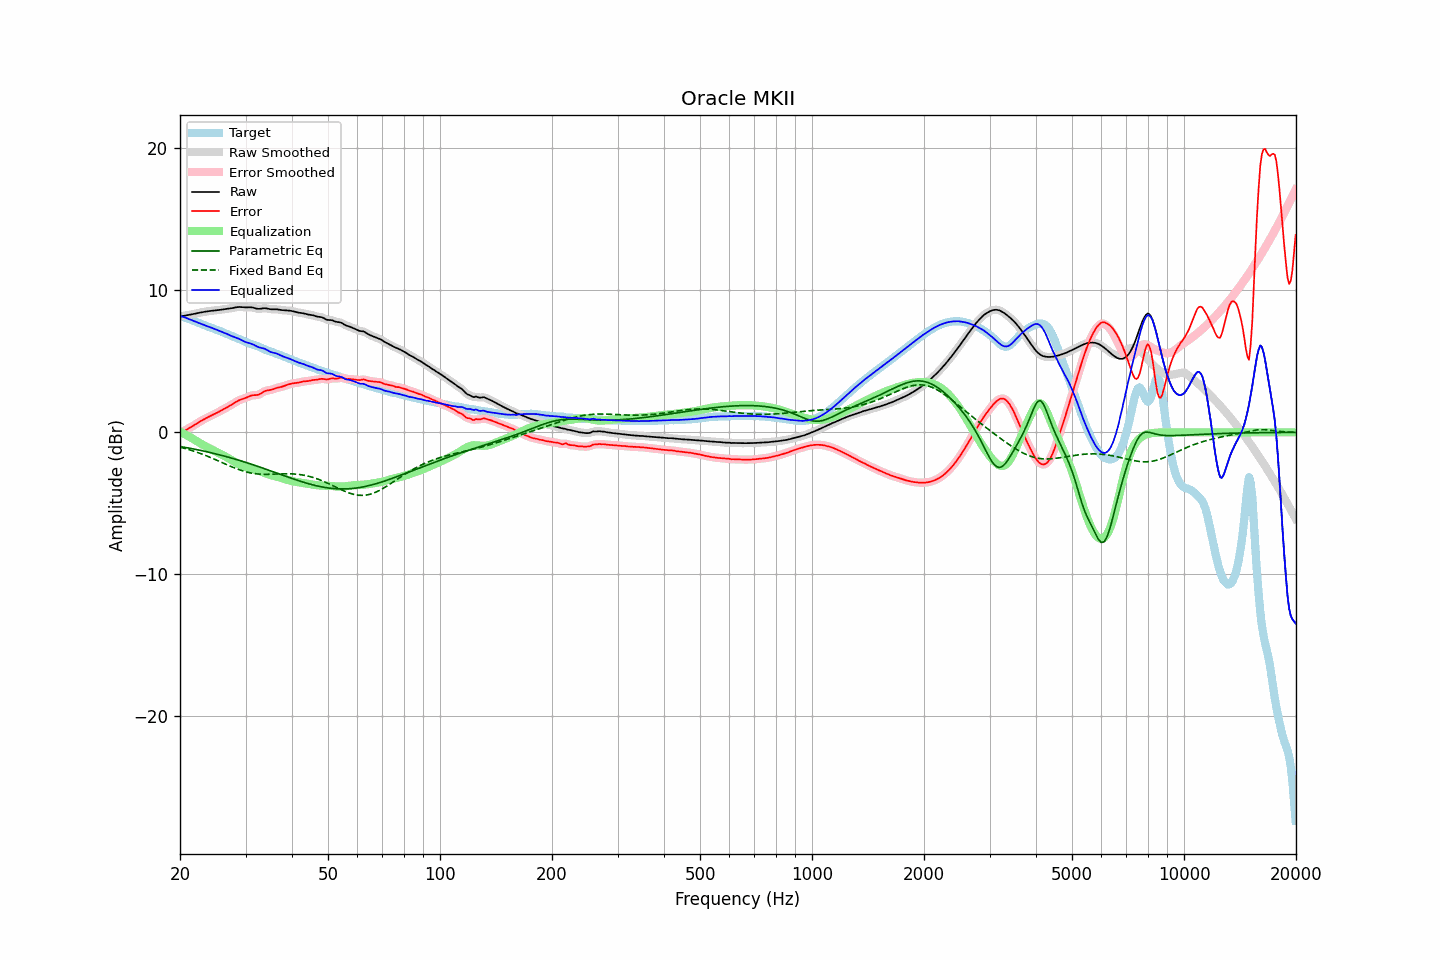 Oracle MKII
Target
Raw Smoothed
Error Smoothed
Raw
Error
Equalization
Parametric Eq
Fixed Band Eq
Equalized
20
10
0
−10
−20
Amplitude (dBr)
20 50 100 200 500 1000 2000 5000 10000 20000
Frequency (Hz)